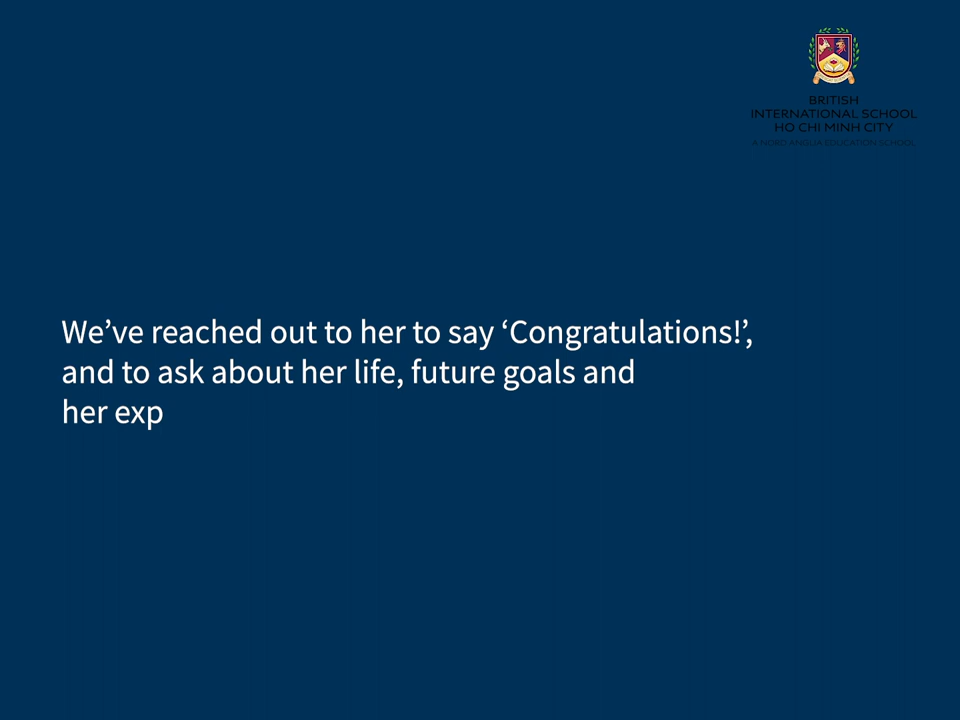 BRITISH
INTERNATIONAL SCHOOL
HO CHI MINH CITY
A NORD ANGLIA EDUCATION SCHOOL
We’ve reached out to her to say ‘Congratulations!’,
and to ask about her life, future goals and
her exp